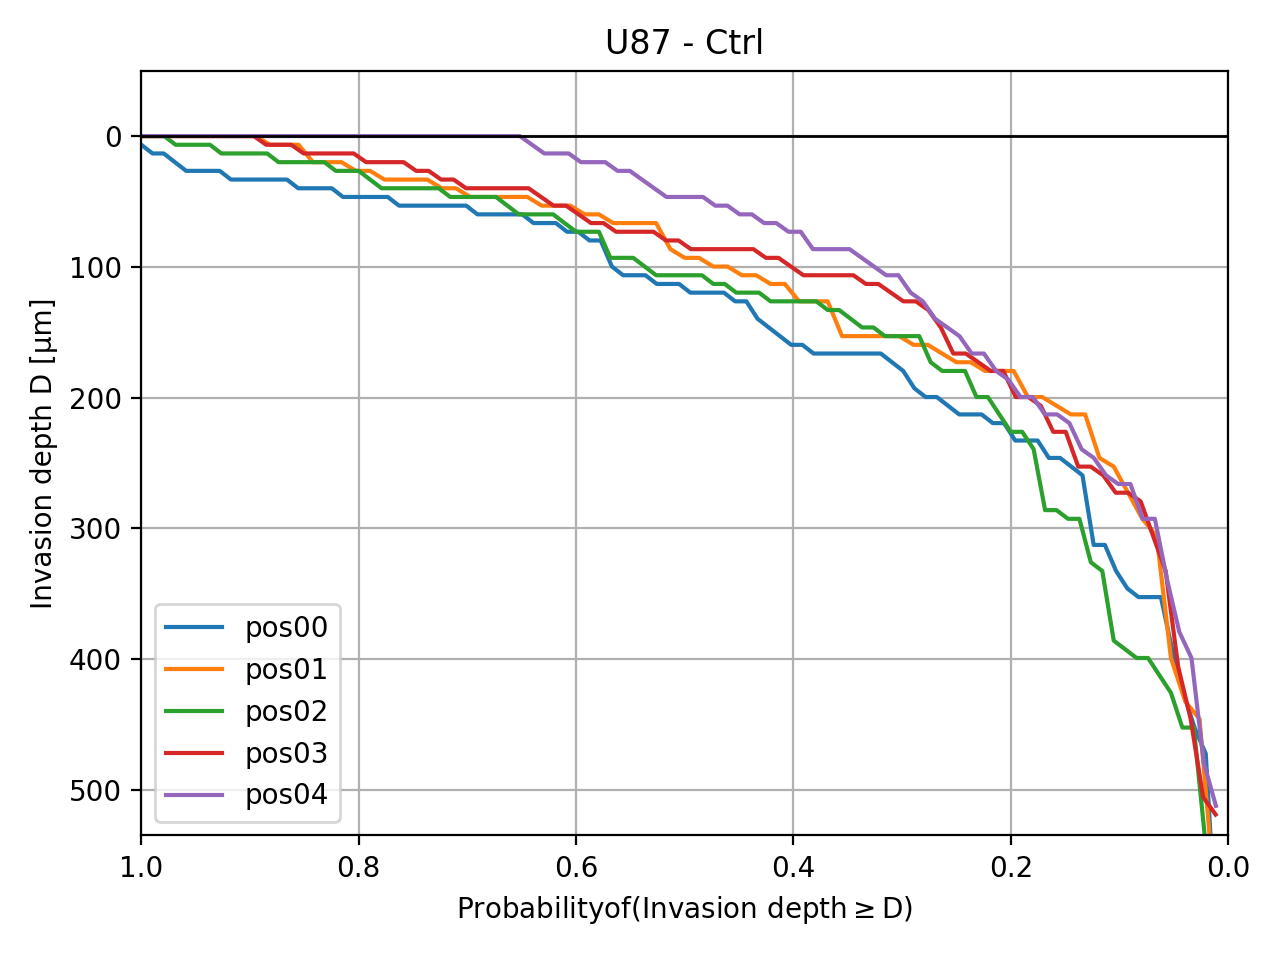 U87 - Ctrl
Invasion depth D [µm]
0
100
200
300
400
500
pos00
pos01
pos02
pos03
pos04
1.0 0.8 0.6 0.4 0.2 0.0
Probabilityof(Invasion depth ≥ D)